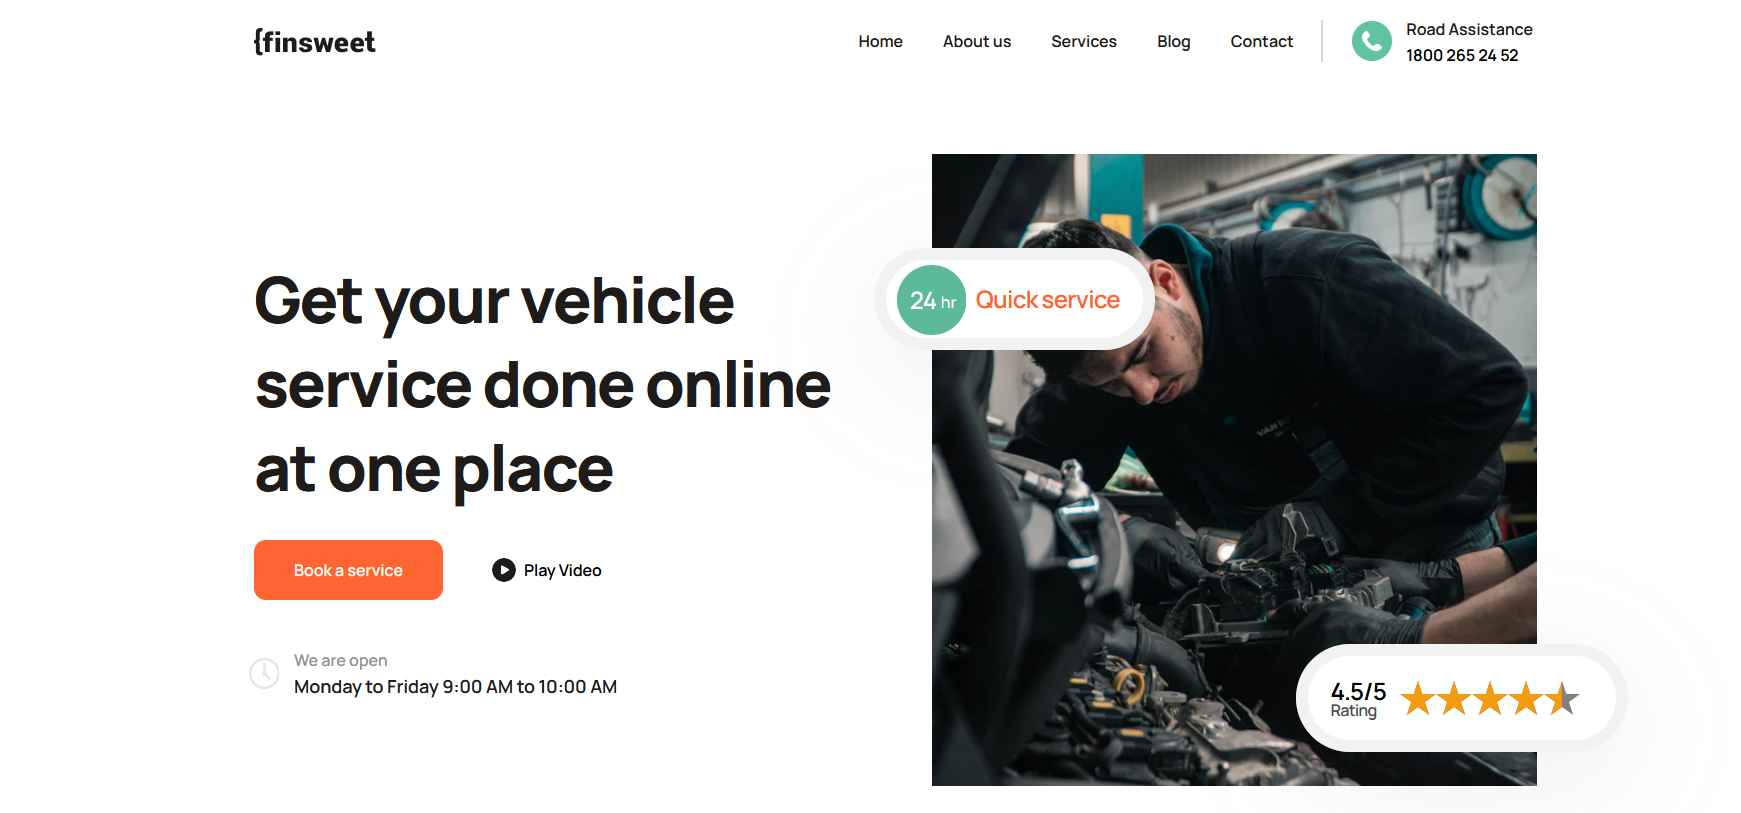 {finsweet
Home About us Services Blog Contact
Road Assistance
1800 265 24 52
Get your vehicle
service done online
at one place
24 hr Quick service
Book a service
Play Video
We are open
Monday to Friday 9:00 AM to 10:00 AM
4.5/5
Rating